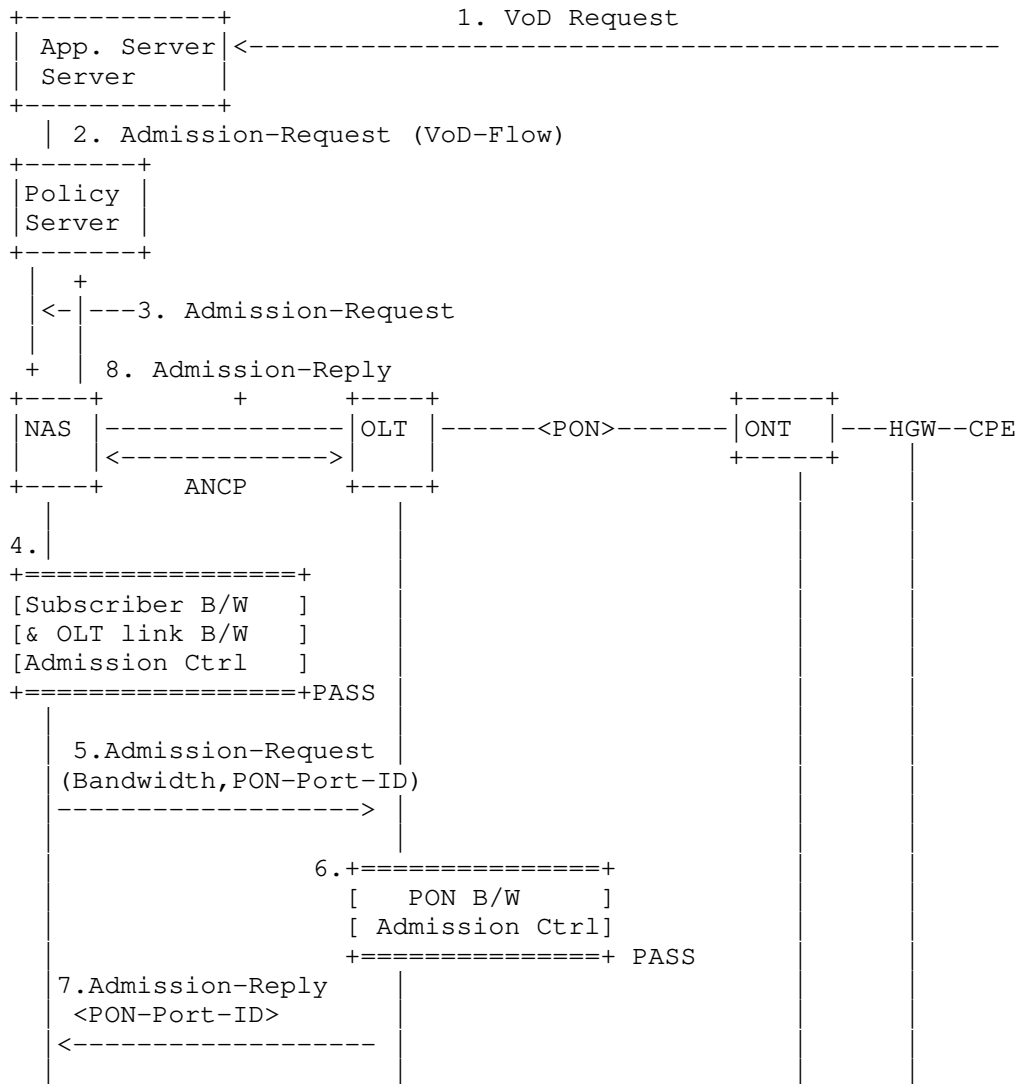 1. VoD Request
App. Server
Server
2. Admission-Request (VoD-Flow)
Policy
Server
3. Admission-Request
8. Admission-Reply
NAS OLT <PON> ONT HGW--CPE
ANCP
4.
[Subscriber B/W ]
[& OLT link B/W ]
[Admission Ctrl ]
PASS
5.Admission-Request
(Bandwidth,PON-Port-ID)
6.
[ PON B/W ]
[ Admission Ctrl]
PASS
7.Admission-Reply
<PON-Port-ID>